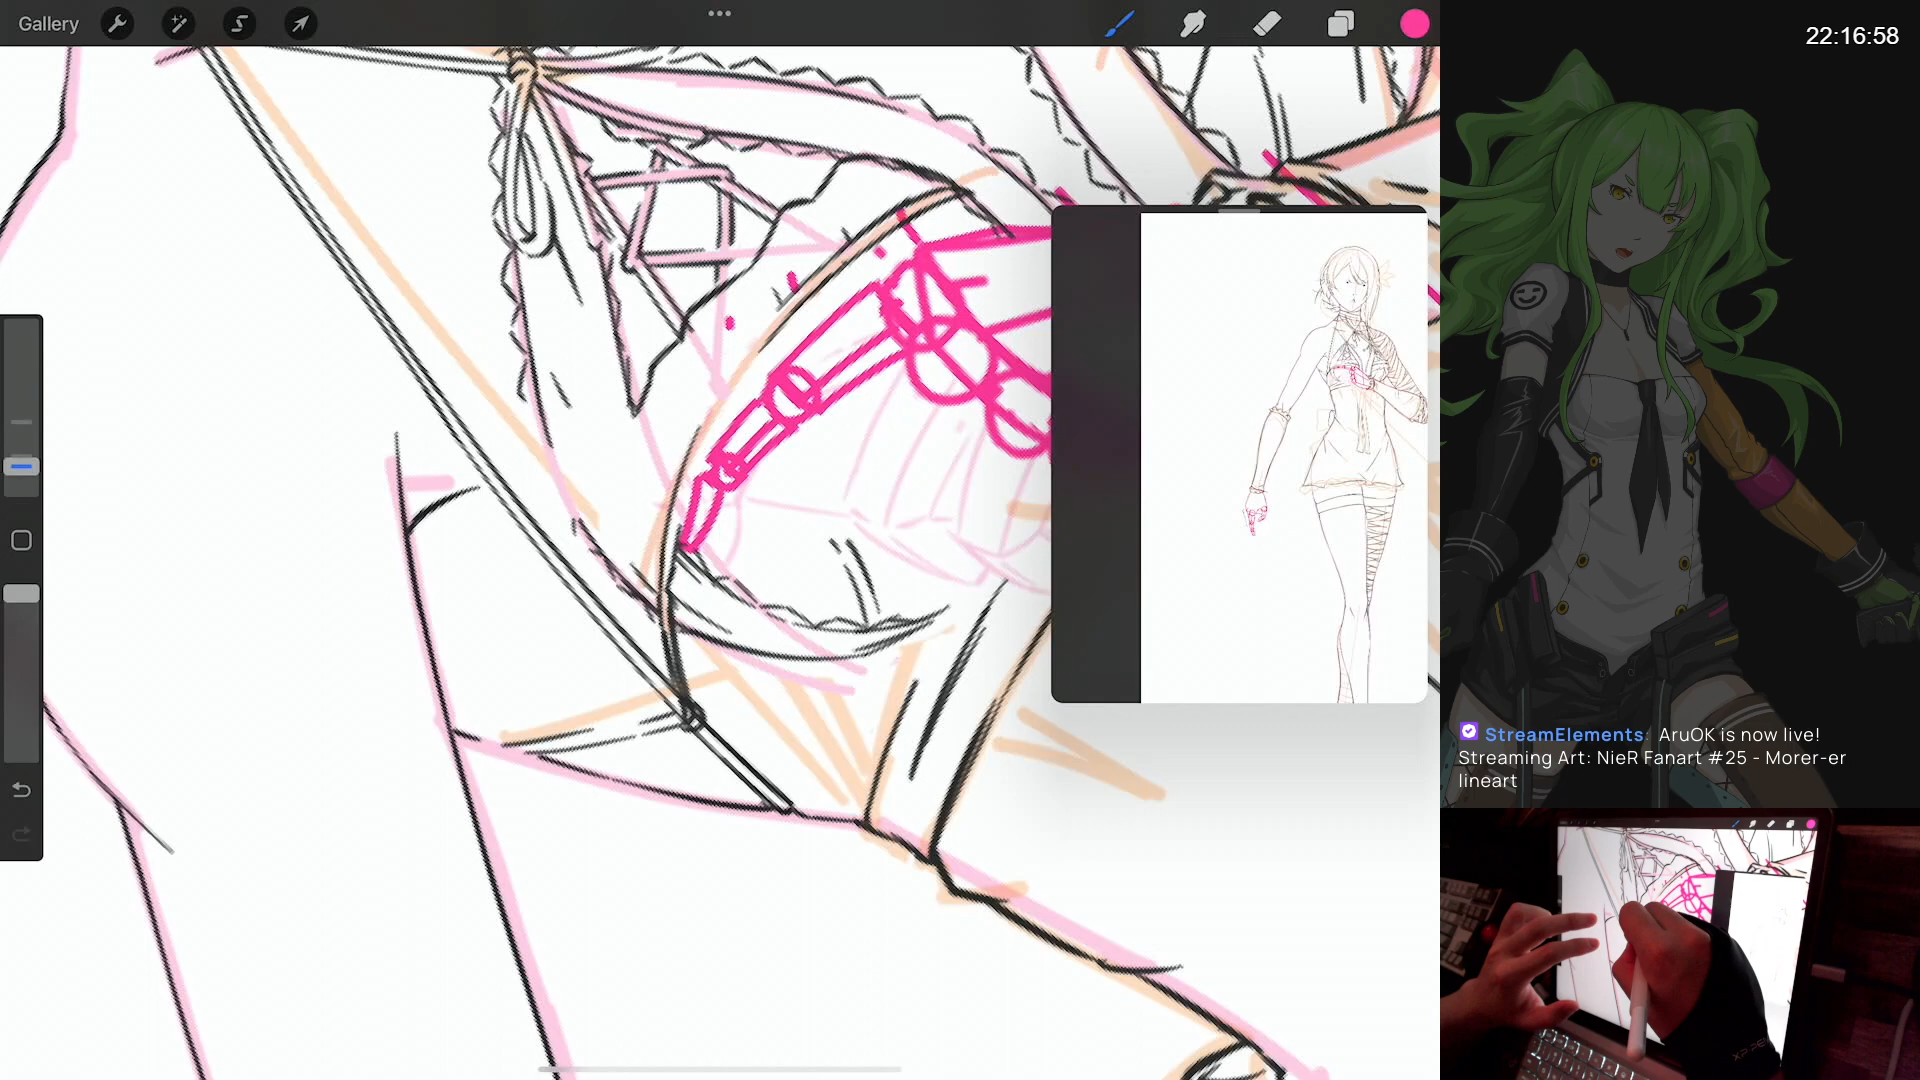 Gallery
22:16:58
StreamElements: AruOK is now live!
Streaming Art: NieR Fanart #25 - Morer-er
lineart